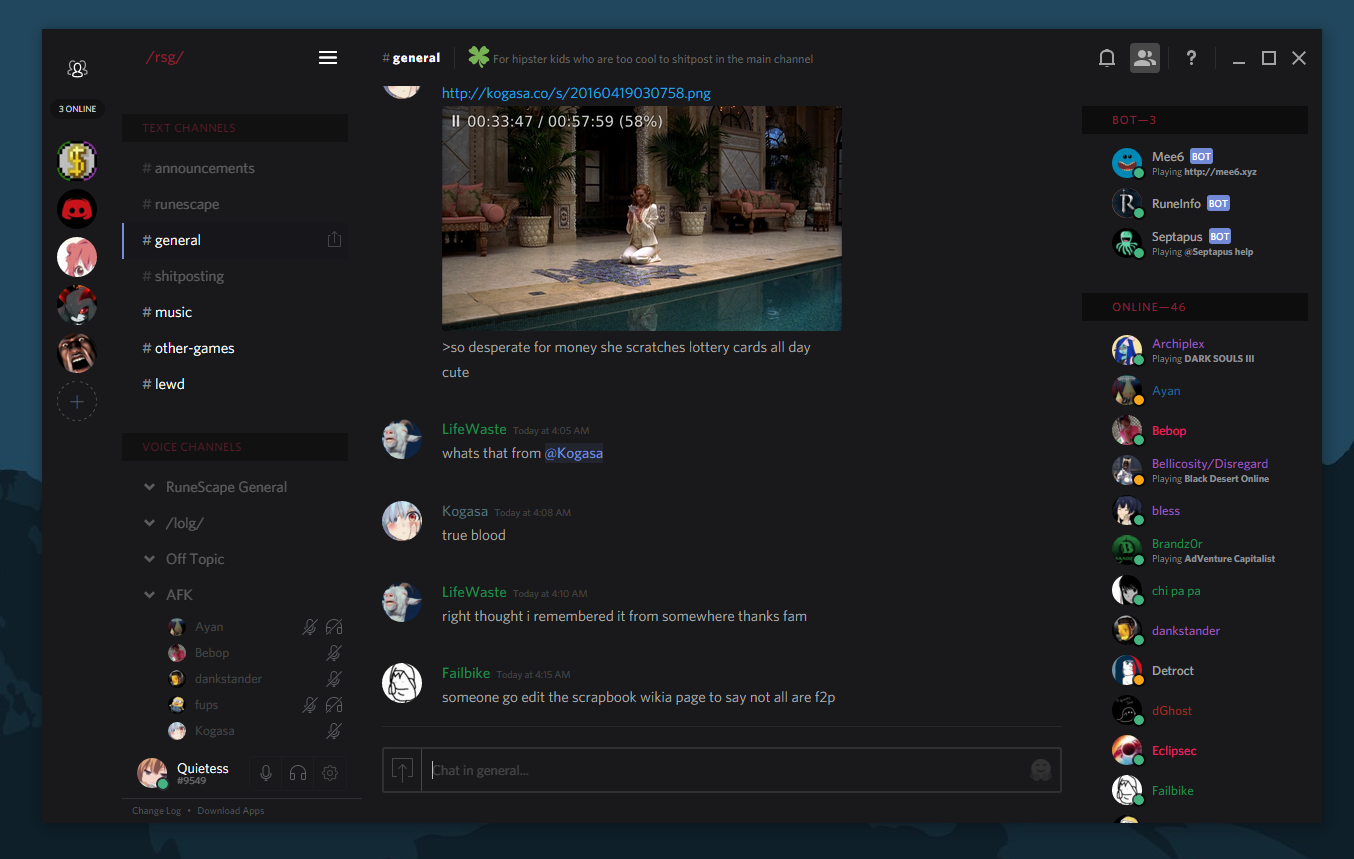 3 ONLINE
/rsg/
TEXT CHANNELS
# announcements
# runescape
# general
# shitposting
# music
# other-games
# lewd
VOICE CHANNELS
RuneScape General
/lolg/
Off Topic
AFK
Ayan
Bebop
dankstander
fups
Kogasa
Quietess
#9549
Change Log • Download Apps
# general
For hipster kids who are too cool to shitpost in the main channel
http://kogasa.co/s/20160419030758.png
00:33:47 / 00:57:59 (58%)
>so desperate for money she scratches lottery cards all day
cute
LifeWaste Today at 4:05 AM
whats that from @Kogasa
Kogasa Today at 4:08 AM
true blood
LifeWaste Today at 4:10 AM
right thought i remembered it from somewhere thanks fam
Failbike Today at 4:15 AM
someone go edit the scrapbook wikia page to say not all are f2p
Chat in general...
BOT—3
Mee6 BOT
Playing http://mee6.xyz
RuneInfo BOT
Septapus BOT
Playing @Septapus help
ONLINE—46
Archiplex
Playing DARK SOULS III
Ayan
Bebop
Bellicosity/Disregard
Playing Black Desert Online
bless
Brandz0r
Playing AdVenture Capitalist
chi pa pa
dankstander
Detroct
dGhost
Eclipsec
Failbike